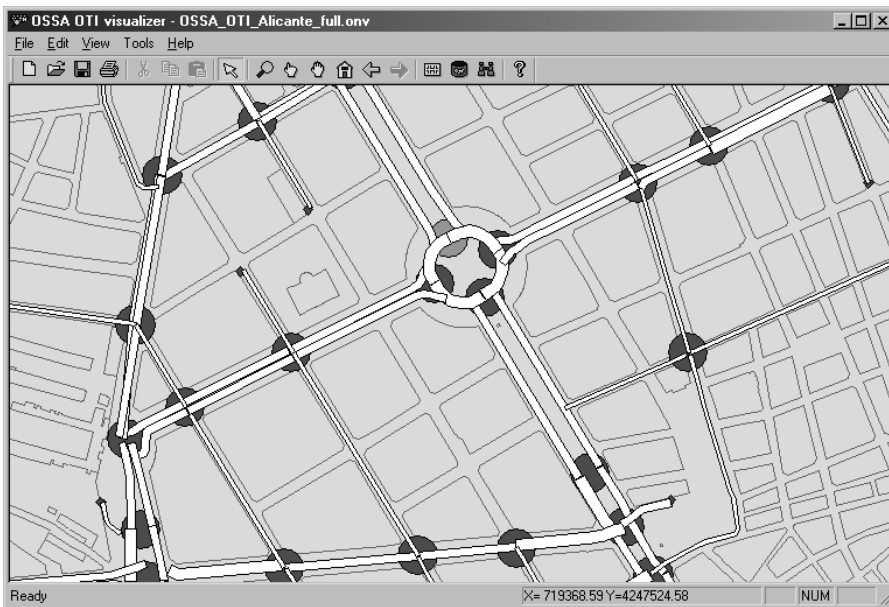 OSSA OTI visualizer - OSSA_OTI_Alicante_full.onv
File Edit View Tools Help
Ready X= 719368.59 Y=4247524.58 NUM